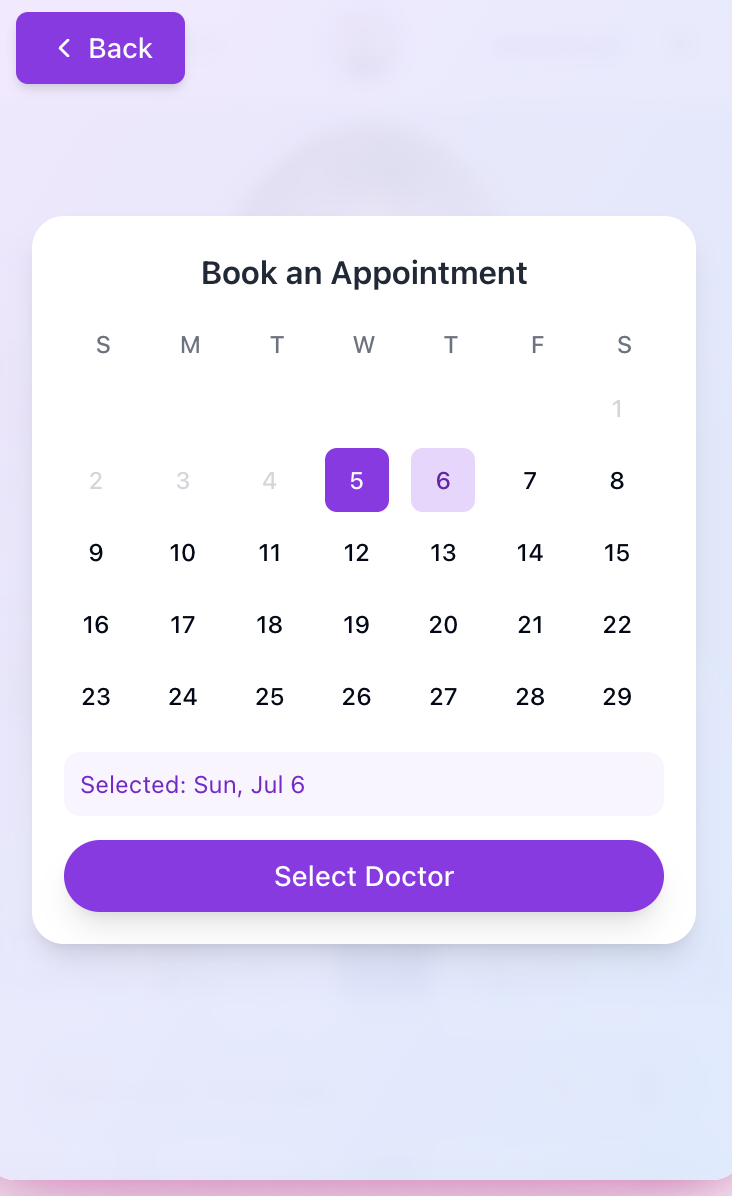 Back
Book an Appointment
S M T W T F S
1
2 3 4 5 6 7 8
9 10 11 12 13 14 15
16 17 18 19 20 21 22
23 24 25 26 27 28 29
Selected: Sun, Jul 6
Select Doctor